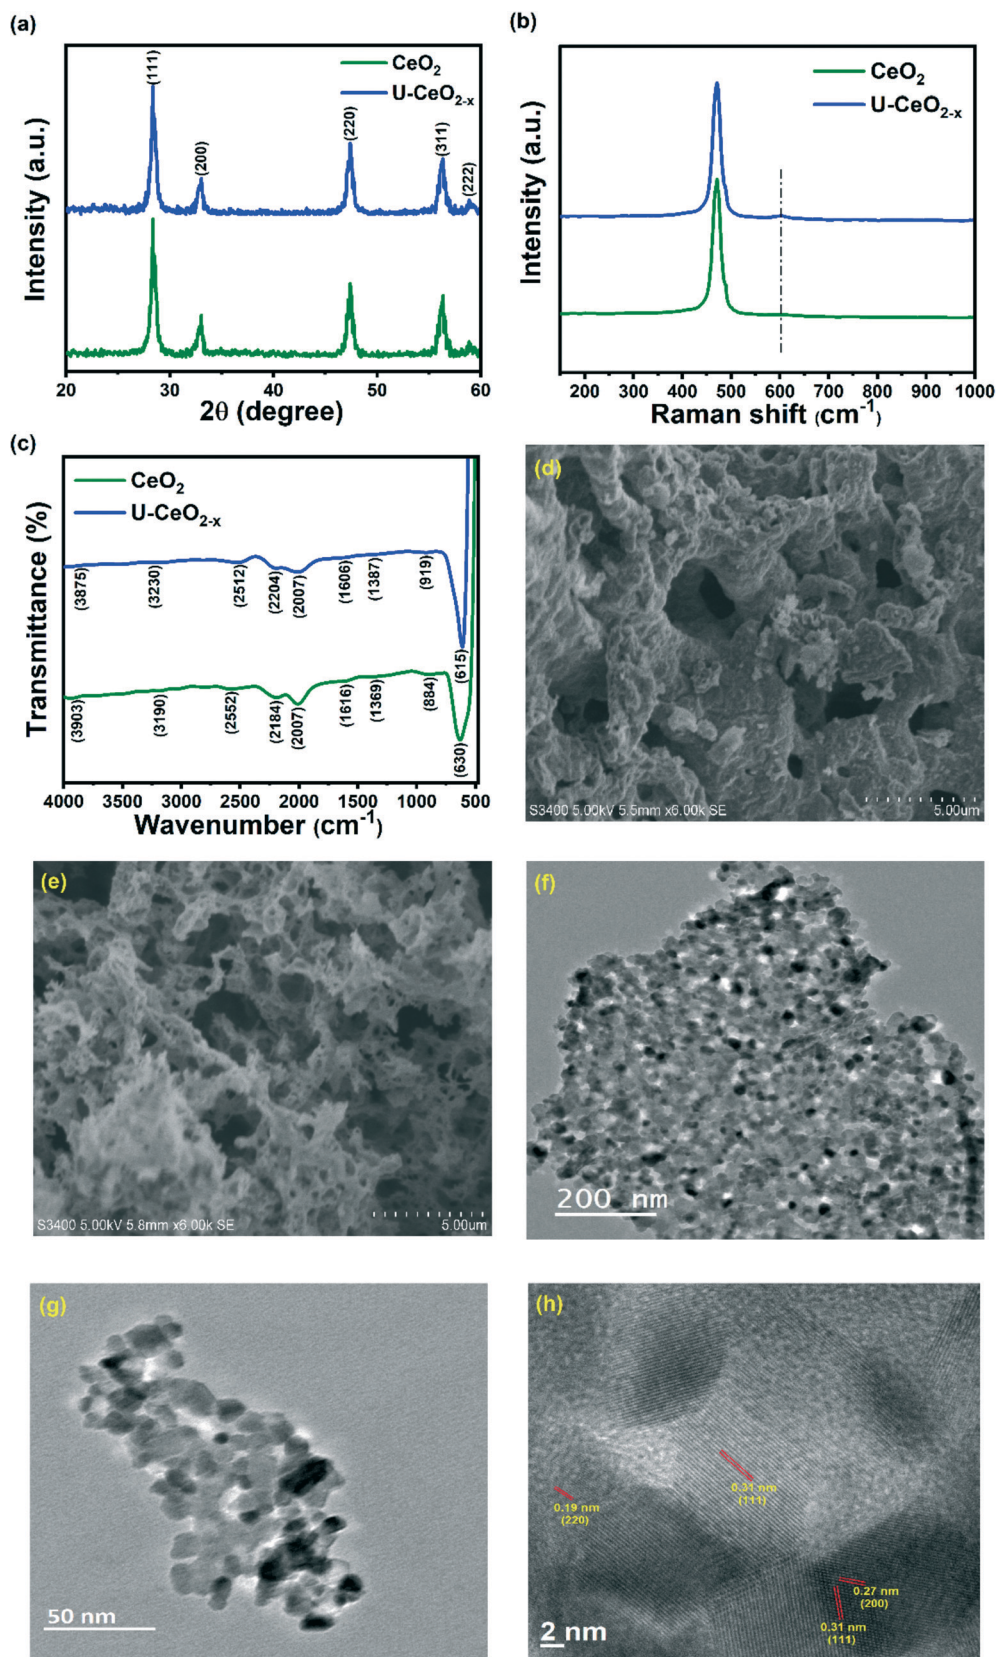 (a)
CeO2
U-CeO2-x
(111)
(200)
(220)
(311)
(222)
Intensity (a.u.)
20 30 40 50 60
2θ (degree)
(b)
CeO2
U-CeO2-x
Intensity (a.u.)
200 300 400 500 600 700 800 900 1000
Raman shift (cm-1)
(c)
CeO2
U-CeO2-x
Transmittance (%)
(3875) (3230) (2512) (2204) (2007) (1606) (1387) (919) (615)
(3903) (3190) (2552) (2184) (2007) (1616) (1369) (884) (630)
4000 3500 3000 2500 2000 1500 1000 500
Wavenumber (cm-1)
(d)
S3400 5.00kV 5.5mm x6.00k SE
5.00um
(e)
S3400 5.00kV 5.8mm x6.00k SE
5.00um
(f)
200 nm
(g)
50 nm
(h)
0.31 nm
(111)
0.19 nm
(220)
0.27 nm
(200)
0.31 nm
(111)
2 nm